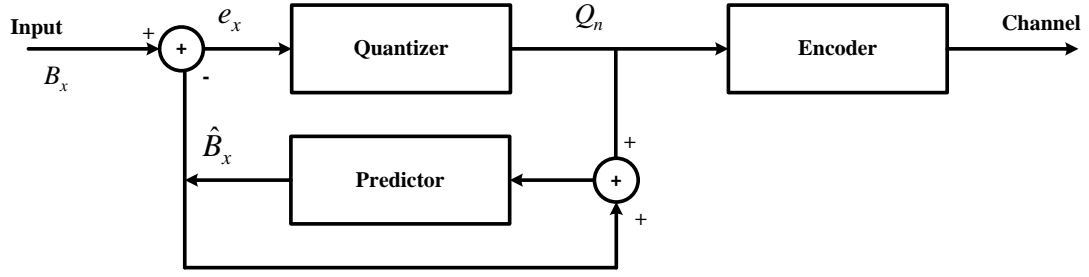 Input
+
B_x
+
-
e_x
Quantizer
Q_n
Encoder
Channel
B̂_x
Predictor
+
+
+